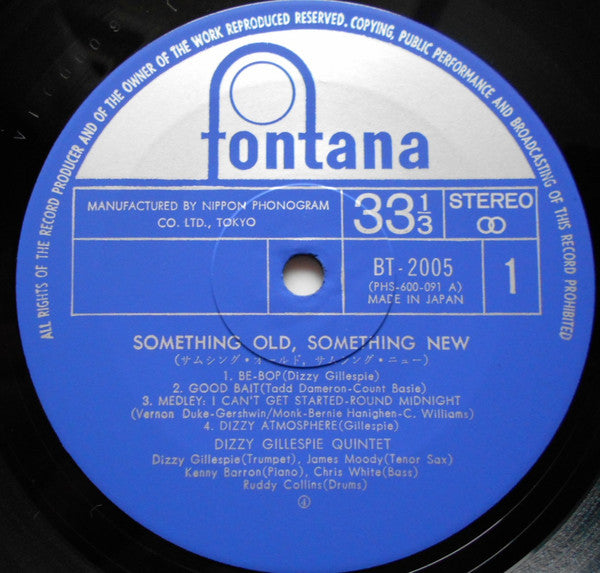 ALL RIGHTS OF THE RECORD PRODUCER AND OF THE OWNER OF THE WORK REPRODUCED RESERVED. COPYING, PUBLIC PERFORMANCE AND BROADCASTING OF THIS RECORD PROHIBITED
fontana
MANUFACTURED BY NIPPON PHONOGRAM
CO. LTD., TOKYO
33 1/3
STEREO
BT-2005
(PHS-600-091 A)
MADE IN JAPAN
1
SOMETHING OLD, SOMETHING NEW
(サムシング・オールド, サムシング・ニュー)
1. BE-BOP(Dizzy Gillespie)
2. GOOD BAIT(Tadd Dameron-Count Basie)
3. MEDLEY: I CAN'T GET STARTED-ROUND MIDNIGHT
(Vernon Duke-Gershwin/Monk-Bernie Hanighen-C. Williams)
4. DIZZY ATMOSPHERE(Gillespie)
DIZZY GILLESPIE QUINTET
Dizzy Gillespie(Trumpet), James Moody(Tenor Sax)
Kenny Barron(Piano), Chris White(Bass)
Ruddy Collins(Drums)
④